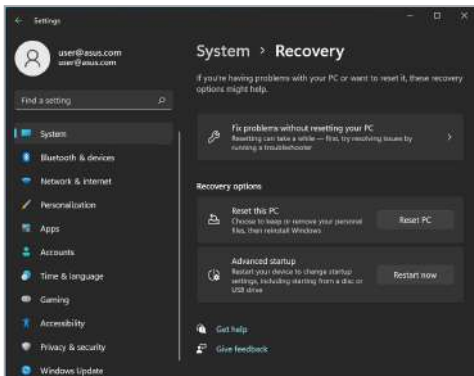 Settings
user@asus.com
user@asus.com
Find a setting
System
Bluetooth & devices
Network & internet
Personalization
Apps
Accounts
Time & language
Gaming
Accessibility
Privacy & security
Windows Update
System > Recovery
If you're having problems with your PC or want to reset it, these recovery
options might help.
Fix problems without resetting your PC
Resetting can take a while — first, try resolving issues by
running a troubleshooter
Recovery options
Reset this PC
Choose to keep or remove your personal
files, then reinstall Windows
Reset PC
Advanced startup
Restart your device to change startup
settings, including starting from a disc or
USB drive
Restart now
Get help
Give feedback